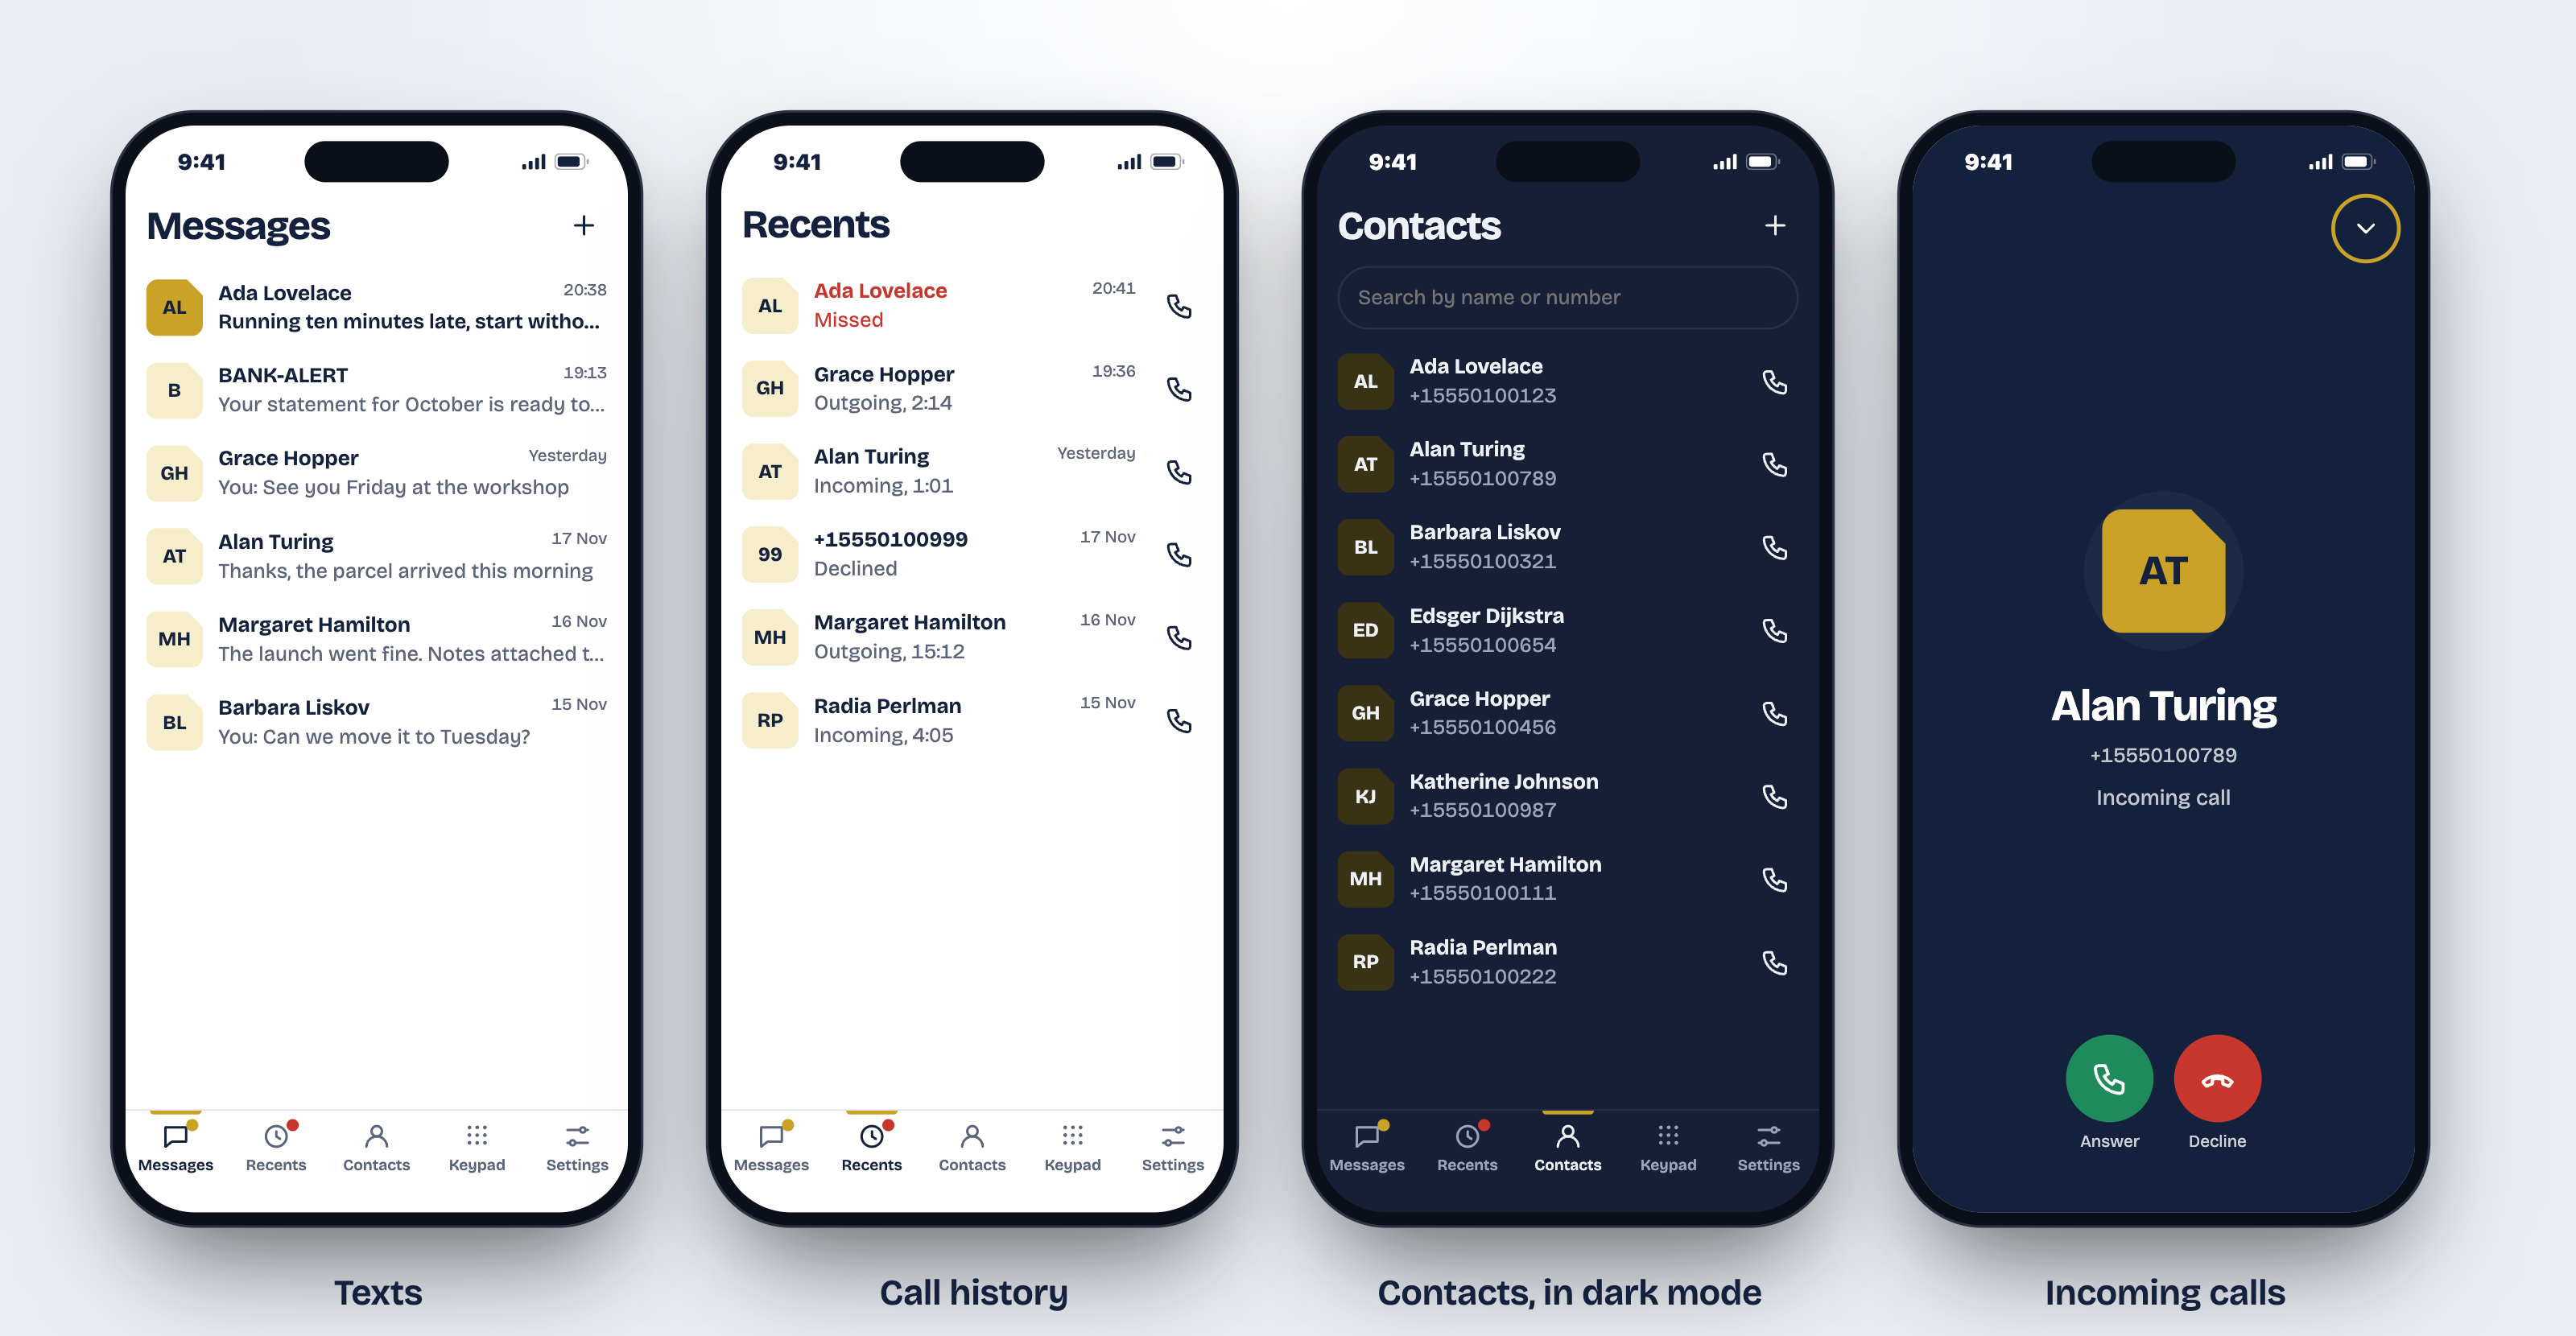 9:41
Messages
AL
Ada Lovelace
20:38
Running ten minutes late, start witho...
B
BANK-ALERT
19:13
Your statement for October is ready to...
GH
Grace Hopper
Yesterday
You: See you Friday at the workshop
AT
Alan Turing
17 Nov
Thanks, the parcel arrived this morning
MH
Margaret Hamilton
16 Nov
The launch went fine. Notes attached t...
BL
Barbara Liskov
15 Nov
You: Can we move it to Tuesday?
Messages
Recents
Contacts
Keypad
Settings
Texts
9:41
Recents
AL
Ada Lovelace
20:41
Missed
GH
Grace Hopper
19:36
Outgoing, 2:14
AT
Alan Turing
Yesterday
Incoming, 1:01
99
+15550100999
17 Nov
Declined
MH
Margaret Hamilton
16 Nov
Outgoing, 15:12
RP
Radia Perlman
15 Nov
Incoming, 4:05
Messages
Recents
Contacts
Keypad
Settings
Call history
9:41
Contacts
Search by name or number
AL
Ada Lovelace
+15550100123
AT
Alan Turing
+15550100789
BL
Barbara Liskov
+15550100321
ED
Edsger Dijkstra
+15550100654
GH
Grace Hopper
+15550100456
KJ
Katherine Johnson
+15550100987
MH
Margaret Hamilton
+15550100111
RP
Radia Perlman
+15550100222
Messages
Recents
Contacts
Keypad
Settings
Contacts, in dark mode
9:41
AT
Alan Turing
+15550100789
Incoming call
Answer
Decline
Incoming calls